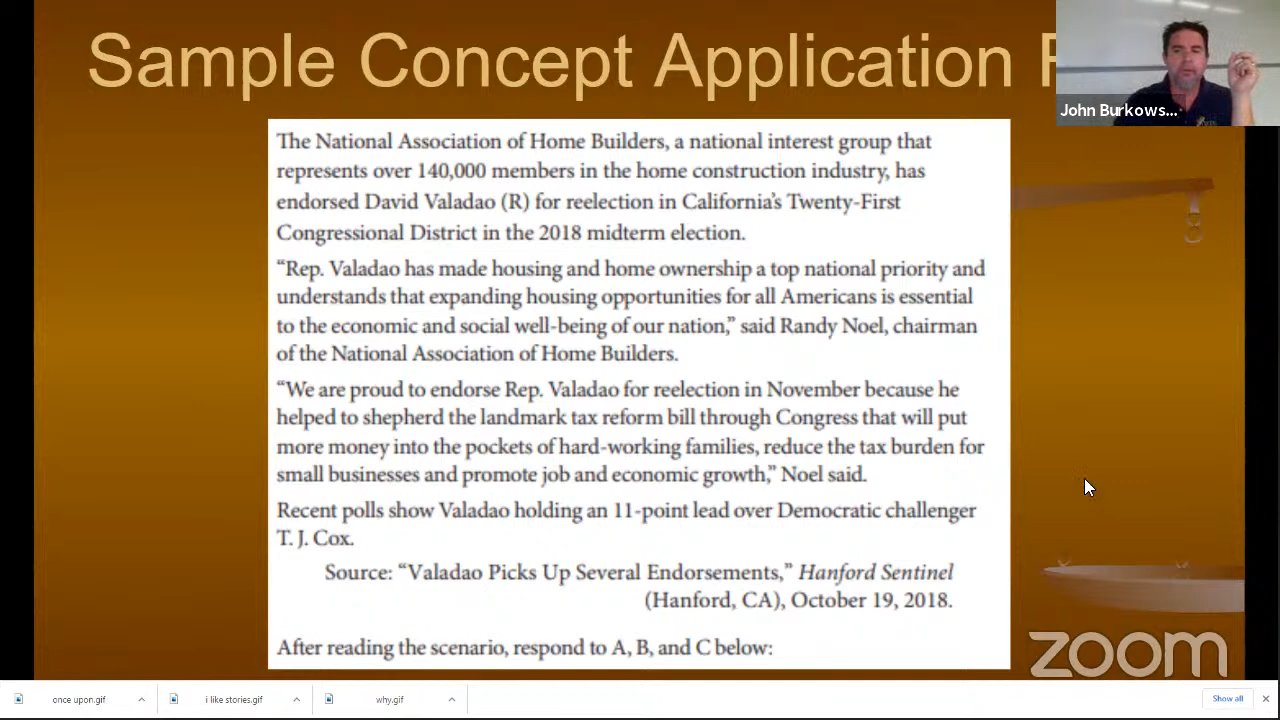 Sample Concept Application
John Burkows...
The National Association of Home Builders, a national interest group that
represents over 140,000 members in the home construction industry, has
endorsed David Valadao (R) for reelection in California's Twenty-First
Congressional District in the 2018 midterm election.
“Rep. Valadao has made housing and home ownership a top national priority and
understands that expanding housing opportunities for all Americans is essential
to the economic and social well-being of our nation,” said Randy Noel, chairman
of the National Association of Home Builders.
“We are proud to endorse Rep. Valadao for reelection in November because he
helped to shepherd the landmark tax reform bill through Congress that will put
more money into the pockets of hard-working families, reduce the tax burden for
small businesses and promote job and economic growth,” Noel said.
Recent polls show Valadao holding an 11-point lead over Democratic challenger
T. J. Cox.
Source: “Valadao Picks Up Several Endorsements,” Hanford Sentinel
(Hanford, CA), October 19, 2018.
After reading the scenario, respond to A, B, and C below:
zoom
once upon.gif
i like stories.gif
why.gif
Show all